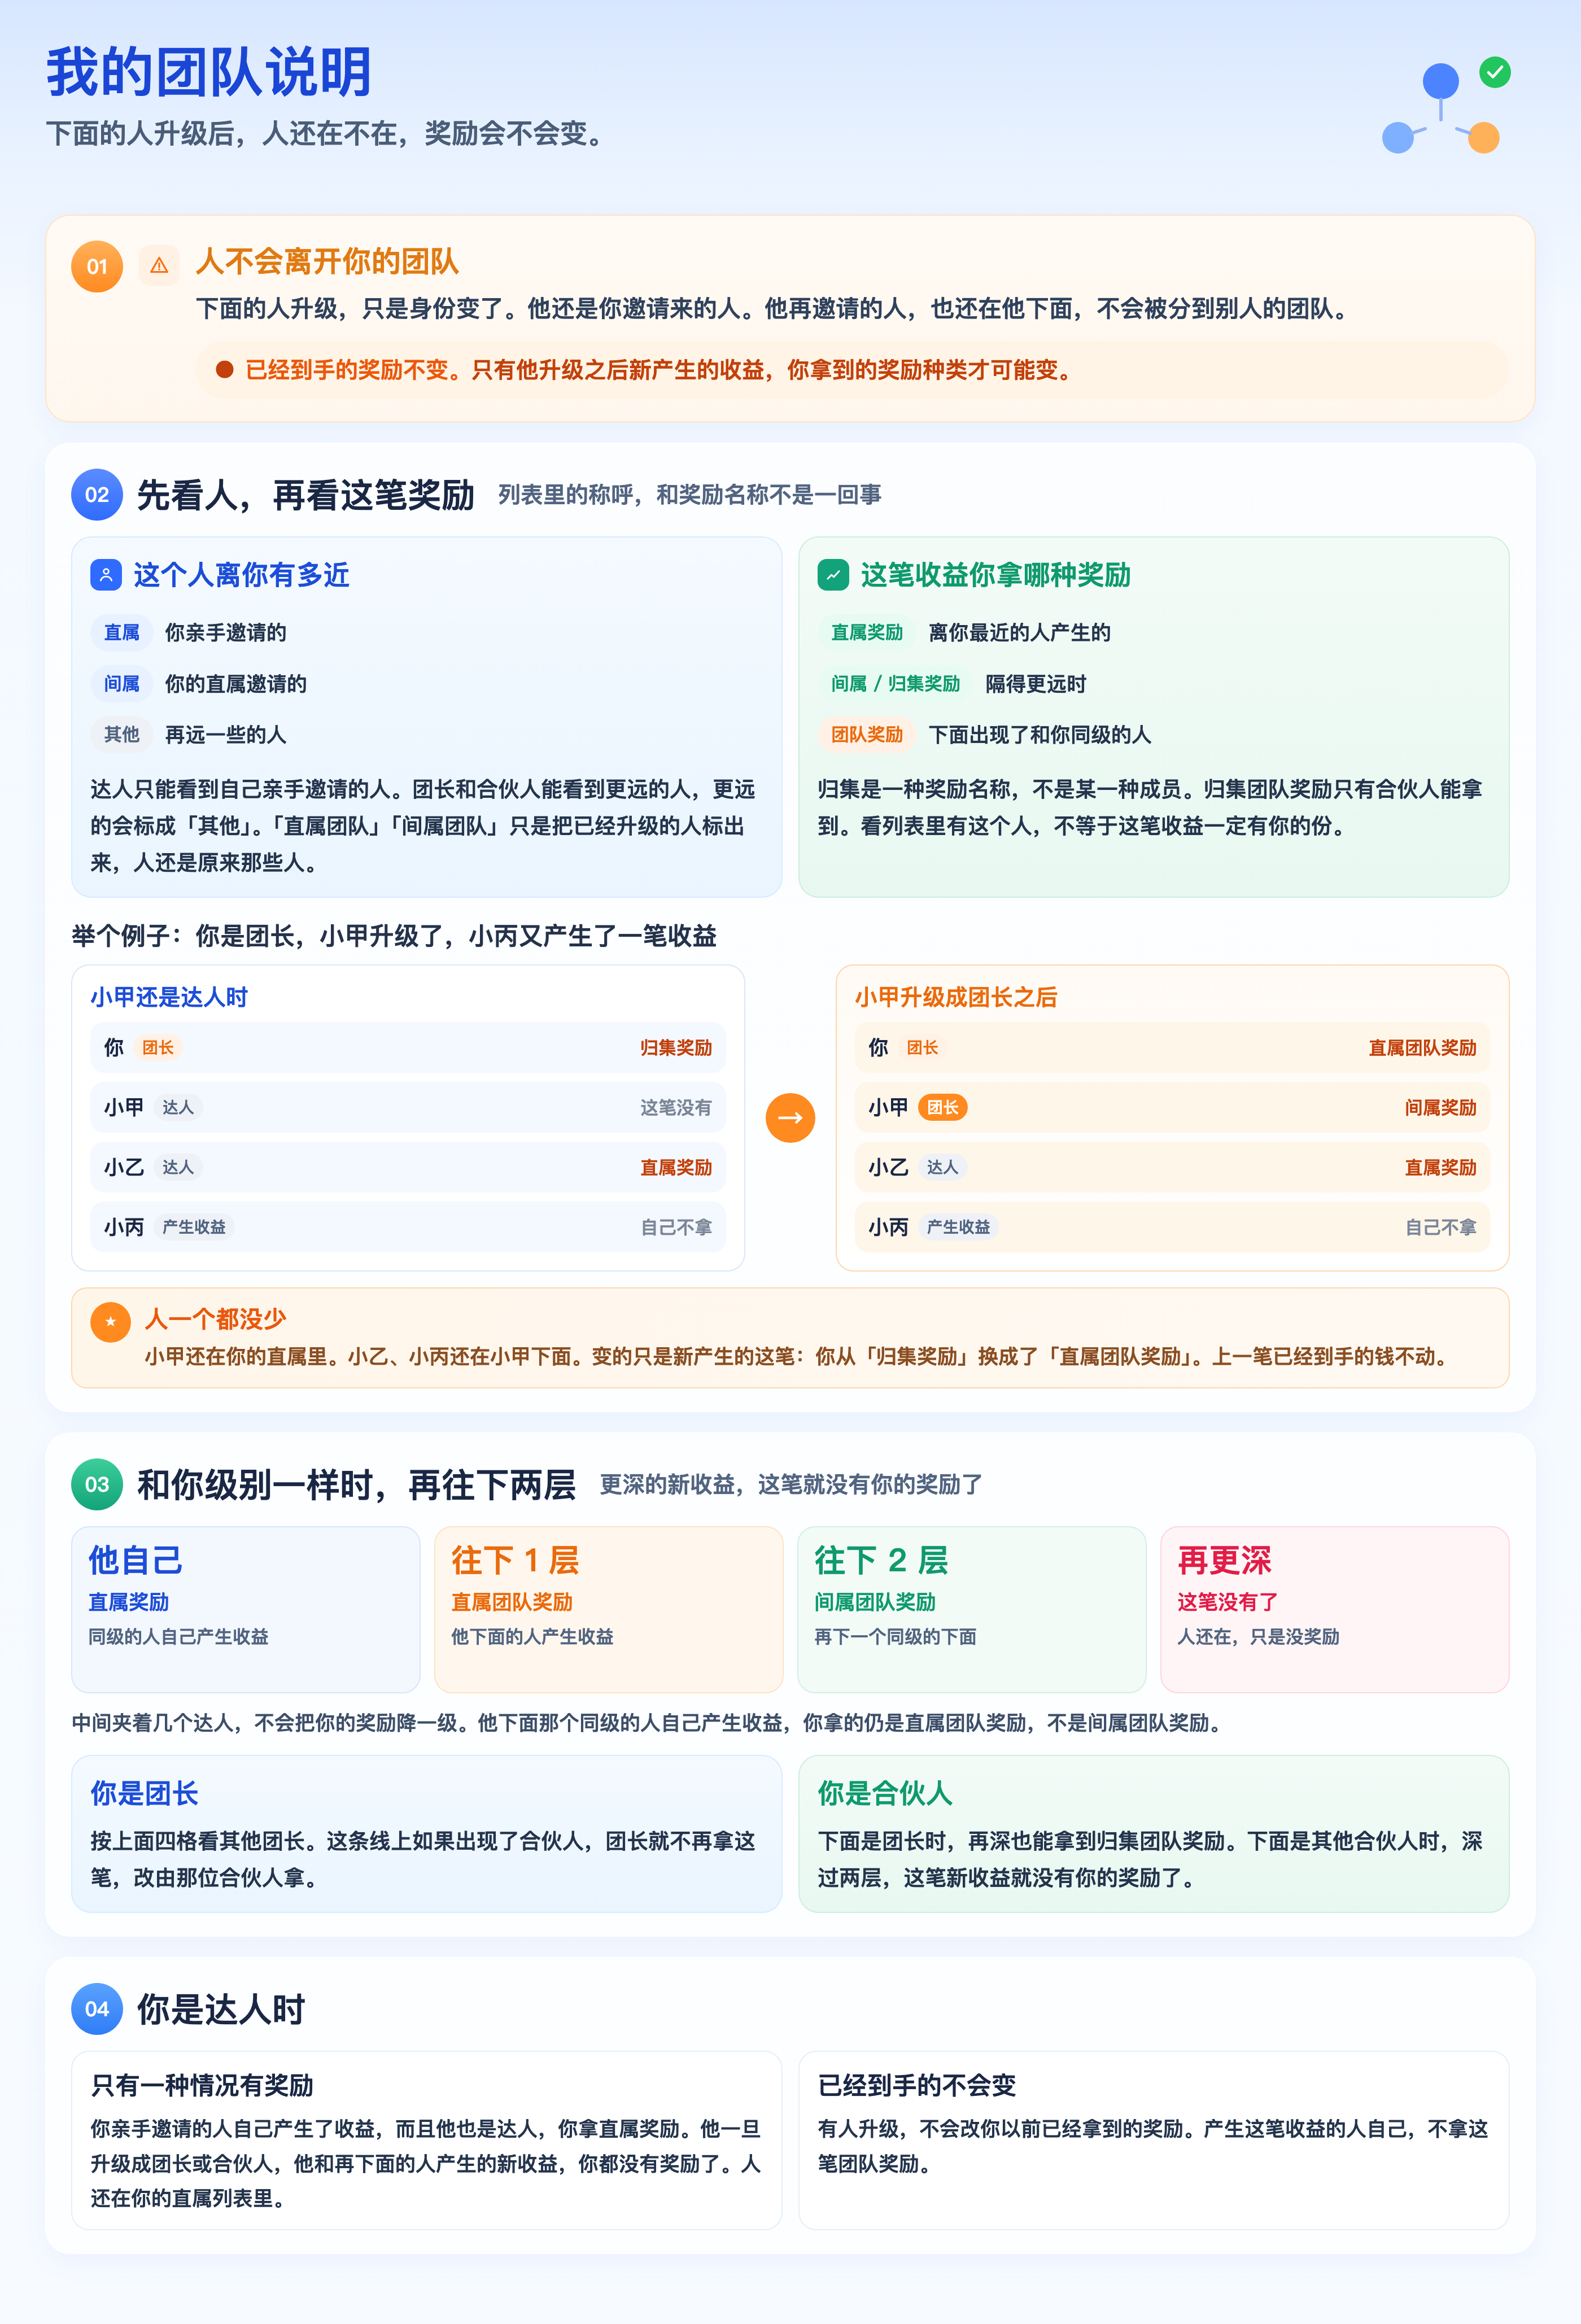 我的团队说明
下面的人升级后，人还在不在，奖励会不会变。
01
人不会离开你的团队
下面的人升级，只是身份变了。他还是你邀请来的人。他再邀请的人，也还在他下面，不会被分到别人的团队。
已经到手的奖励不变。只有他升级之后新产生的收益，你拿到的奖励种类才可能变。
02
先看人，再看这笔奖励
列表里的称呼，和奖励名称不是一回事
这个人离你有多近
直属 你亲手邀请的
间属 你的直属邀请的
其他 再远一些的人
达人只能看到自己亲手邀请的人。团长和合伙人能看到更远的人，更远
的会标成「其他」。「直属团队」「间属团队」只是把已经升级的人标出
来，人还是原来那些人。
这笔收益你拿哪种奖励
直属奖励 离你最近的人产生的
间属 / 归集奖励 隔得更远时
团队奖励 下面出现了和你同级的人
归集是一种奖励名称，不是某一种成员。归集团队奖励只有合伙人能拿
到。看列表里有这个人，不等于这笔收益一定有你的份。
举个例子：你是团长，小甲升级了，小丙又产生了一笔收益
小甲还是达人时
你 团长 归集奖励
小甲 达人 这笔没有
小乙 达人 直属奖励
小丙 产生收益 自己不拿
小甲升级成团长之后
你 团长 直属团队奖励
小甲 团长 间属奖励
小乙 达人 直属奖励
小丙 产生收益 自己不拿
人一个都没少
小甲还在你的直属里。小乙、小丙还在小甲下面。变的只是新产生的这笔：你从「归集奖励」换成了「直属团队奖励」。上一笔已经到手的钱不动。
03
和你级别一样时，再往下两层
更深的新收益，这笔就没有你的奖励了
他自己
直属奖励
同级的人自己产生收益
往下 1 层
直属团队奖励
他下面的人产生收益
往下 2 层
间属团队奖励
再下一个同级的下面
再更深
这笔没有了
人还在，只是没奖励
中间夹着几个达人，不会把你的奖励降一级。他下面那个同级的人自己产生收益，你拿的仍是直属团队奖励，不是间属团队奖励。
你是团长
按上面四格看其他团长。这条线上如果出现了合伙人，团长就不再拿这
笔，改由那位合伙人拿。
你是合伙人
下面是团长时，再深也能拿到归集团队奖励。下面是其他合伙人时，深
过两层，这笔新收益就没有你的奖励了。
04
你是达人时
只有一种情况有奖励
你亲手邀请的人自己产生了收益，而且他也是达人，你拿直属奖励。他一旦
升级成团长或合伙人，他和再下面的人产生的新收益，你都没有奖励了。人
还在你的直属列表里。
已经到手的不会变
有人升级，不会改你以前已经拿到的奖励。产生这笔收益的人自己，不拿这
笔团队奖励。